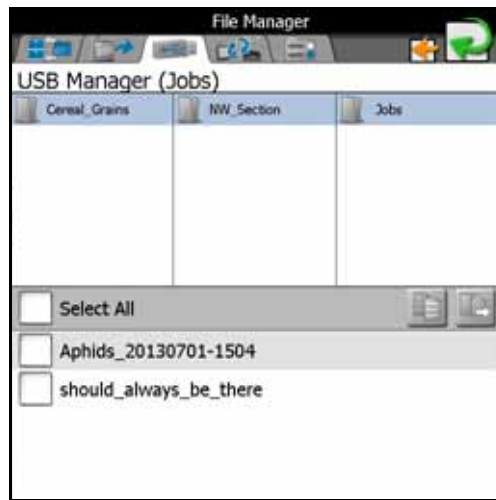 File Manager
USB Manager (Jobs)
Cereal_Grains NW_Section Jobs
Select All
Aphids_20130701-1504
should_always_be_there